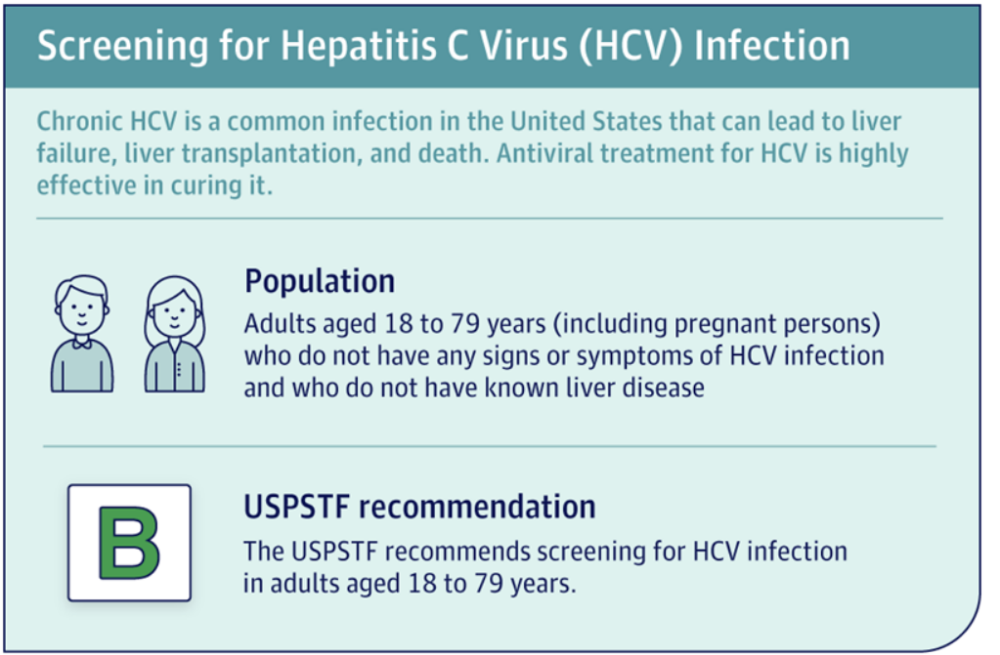 Screening for Hepatitis C Virus (HCV) Infection
Chronic HCV is a common infection in the United States that can lead to liver
failure, liver transplantation, and death. Antiviral treatment for HCV is highly
effective in curing it.
Population
Adults aged 18 to 79 years (including pregnant persons)
who do not have any signs or symptoms of HCV infection
and who do not have known liver disease
B
USPSTF recommendation
The USPSTF recommends screening for HCV infection
in adults aged 18 to 79 years.